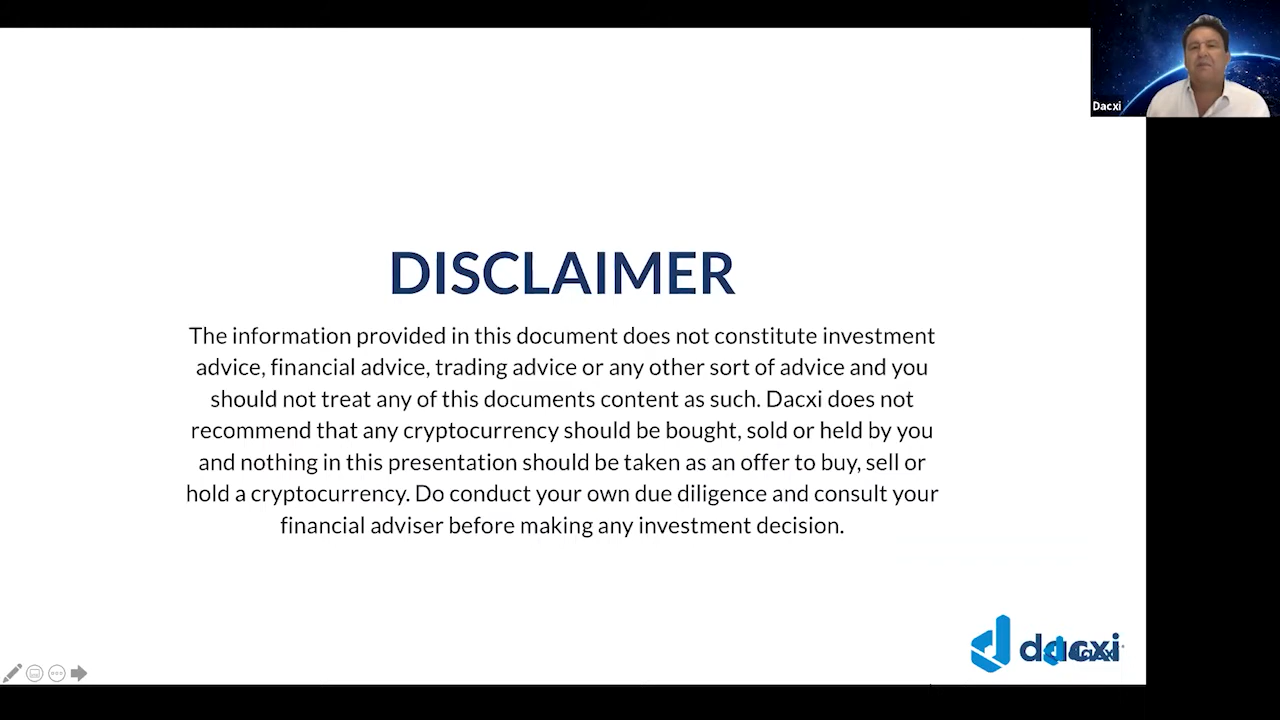 Dacxi
DISCLAIMER
The information provided in this document does not constitute investment
advice, financial advice, trading advice or any other sort of advice and you
should not treat any of this documents content as such. Dacxi does not
recommend that any cryptocurrency should be bought, sold or held by you
and nothing in this presentation should be taken as an offer to buy, sell or
hold a cryptocurrency. Do conduct your own due diligence and consult your
financial adviser before making any investment decision.
dacxi